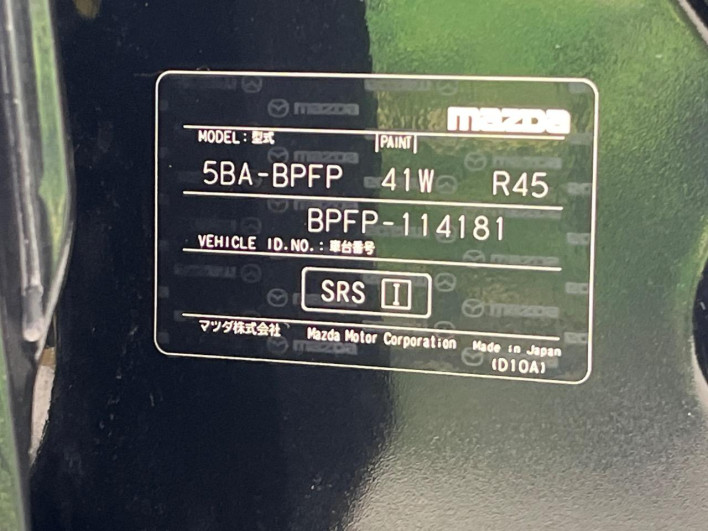 mazda
MODEL：型式 PAINT
5BA-BPFP 41W R45
BPFP-114181
VEHICLE ID.NO.：車台番号
SRS I
マツダ株式会社 Mazda Motor Corporation Made in Japan
(D10A)